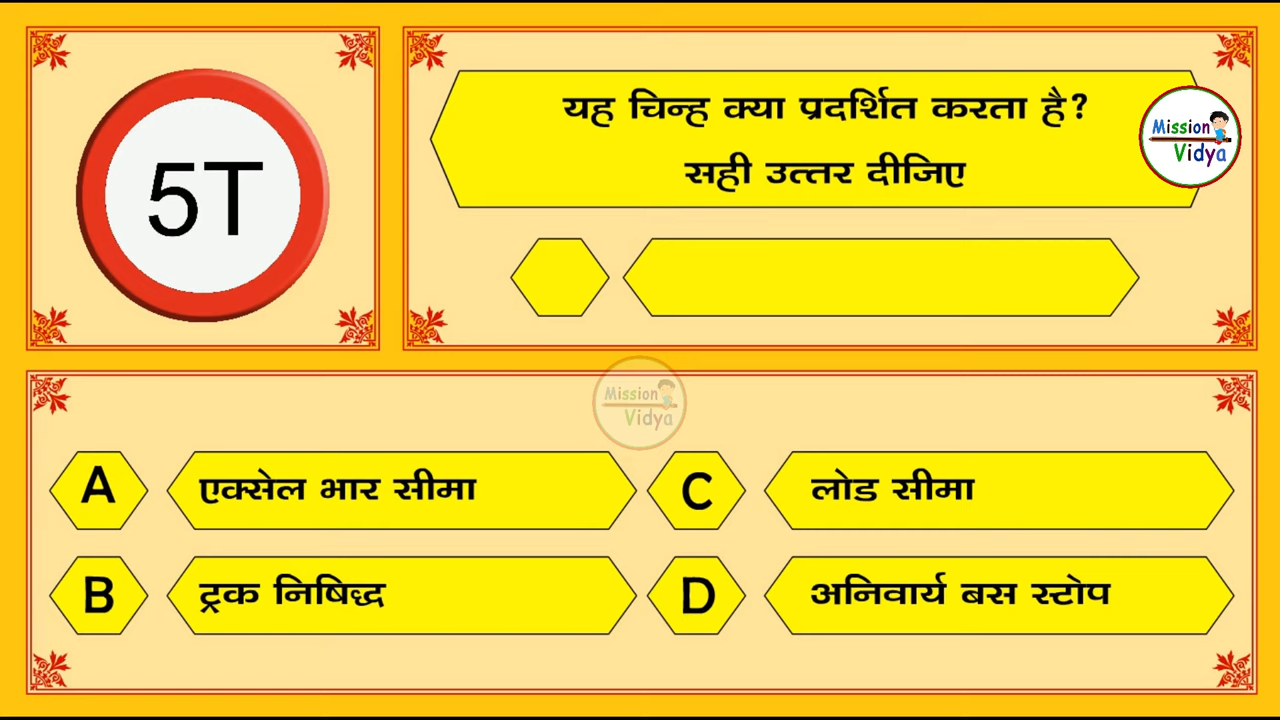 5T
यह चिन्ह क्या प्रदर्शित करता है?
सही उत्तर दीजिए
Mission
Vidya
Mission
Vidya
A एक्सेल भार सीमा
C लोड सीमा
B ट्रक निषिद्ध
D अनिवार्य बस स्टोप